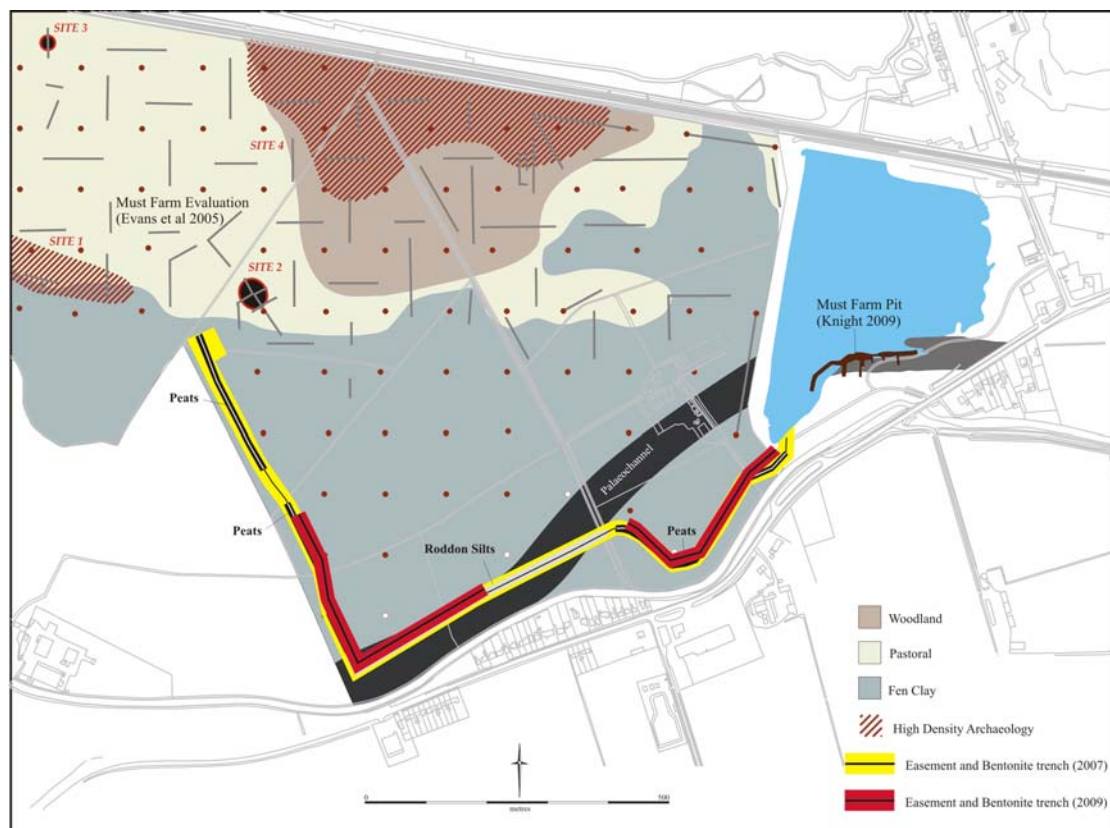 SITE 3
SITE 4
Must Farm Evaluation
(Evans et al 2005)
SITE 1
SITE 2
Must Farm Pit
(Knight 2009)
Peats
Palaeochannel
Peats
Roddon Silts
Peats
Woodland
Pastoral
Fen Clay
High Density Archaeology
Easement and Bentonite trench (2007)
Easement and Bentonite trench (2009)
0
500
metres